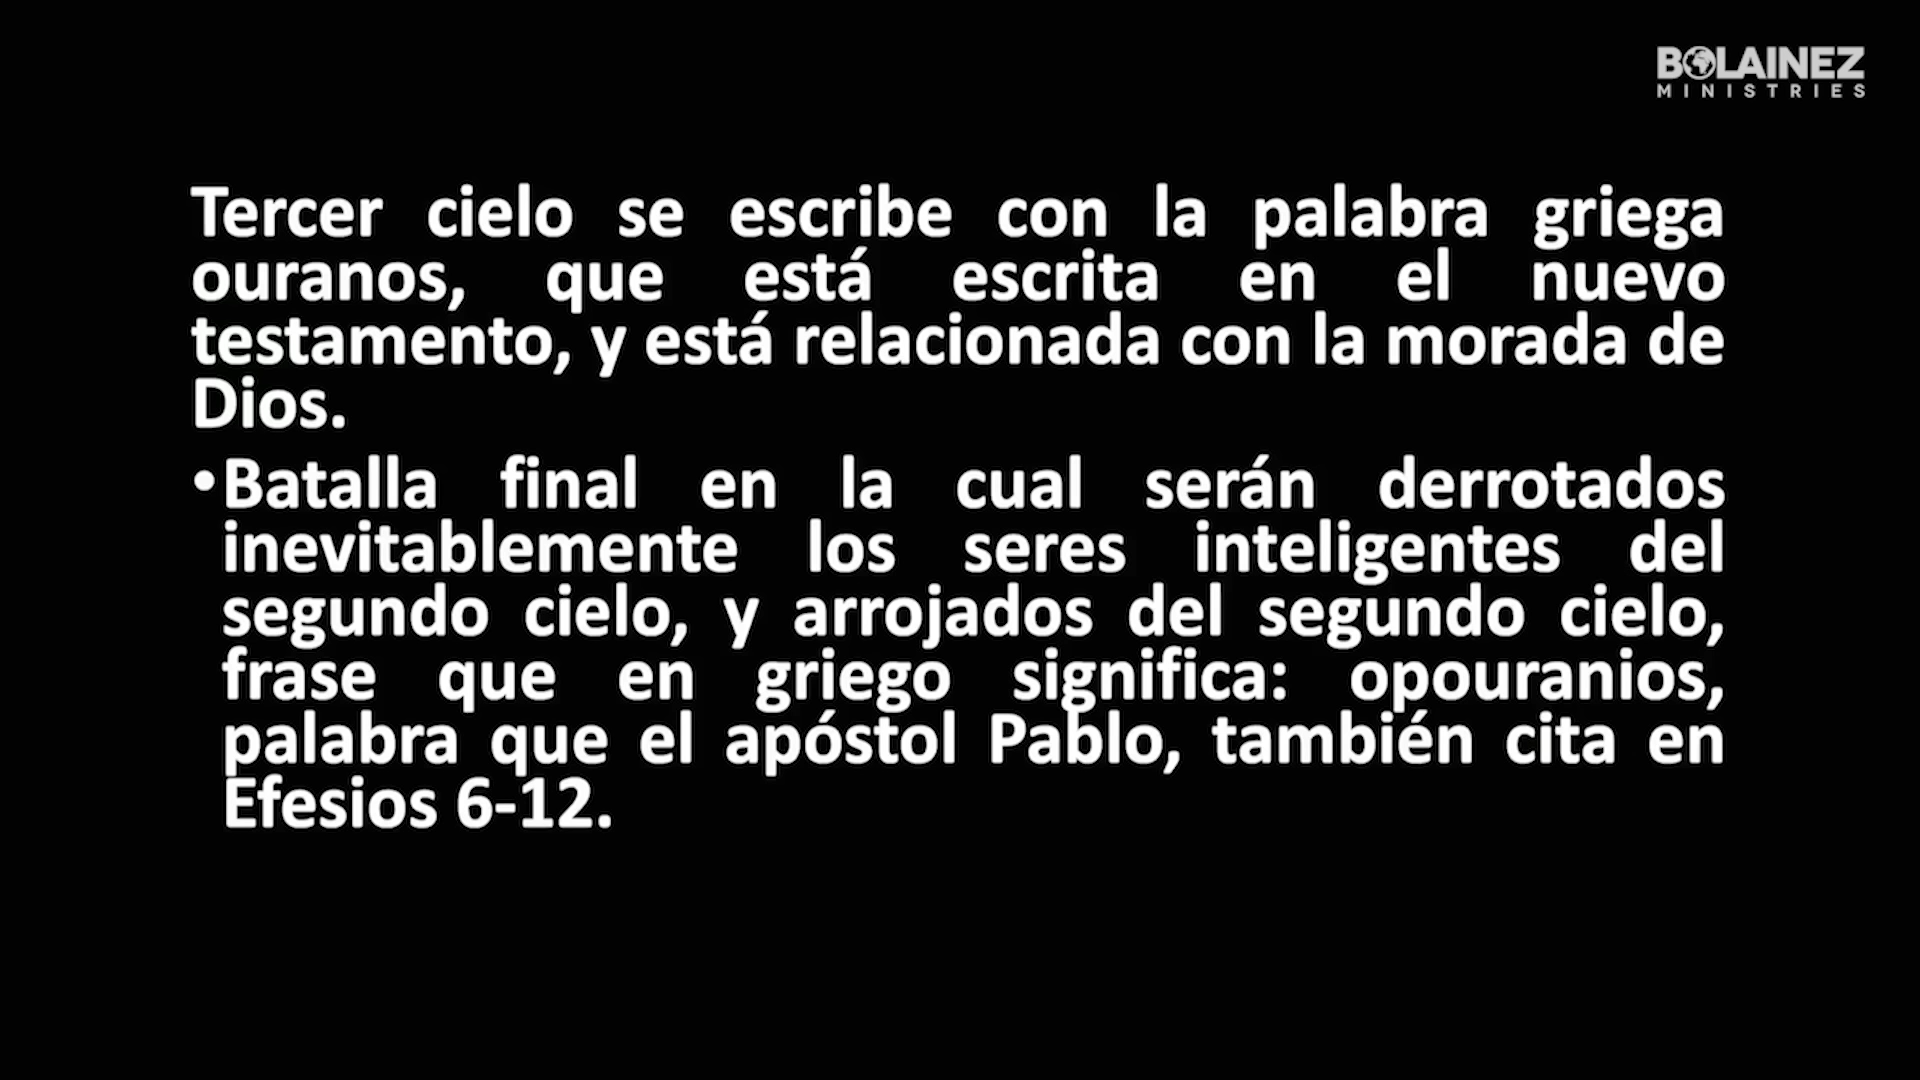 BOLAINEZ
MINISTRIES
Tercer cielo se escribe con la palabra griega
ouranos, que está escrita en el nuevo
testamento, y está relacionada con la morada de
Dios.
•Batalla final en la cual serán derrotados
inevitablemente los seres inteligentes del
segundo cielo, y arrojados del segundo cielo,
frase que en griego significa: opouranios,
palabra que el apóstol Pablo, también cita en
Efesios 6-12.